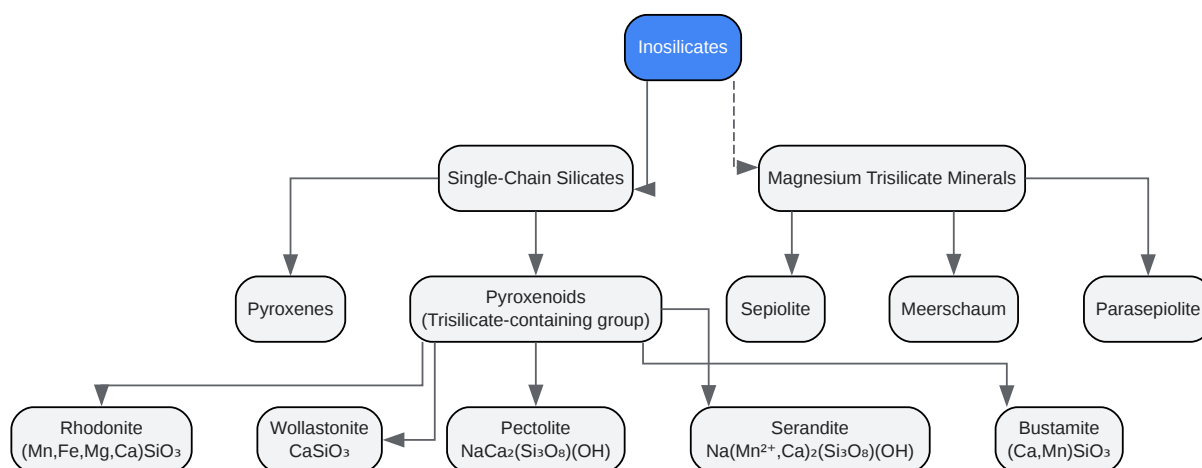 Inosilicates
Single-Chain Silicates
Magnesium Trisilicate Minerals
Pyroxenes
Pyroxenoids
(Trisilicate-containing group)
Sepiolite
Meerschaum
Parasepiolite
Rhodonite
(Mn,Fe,Mg,Ca)SiO₃
Wollastonite
CaSiO₃
Pectolite
NaCa₂(Si₃O₈)(OH)
Serandite
Na(Mn²⁺,Ca)₂(Si₃O₈)(OH)
Bustamite
(Ca,Mn)SiO₃